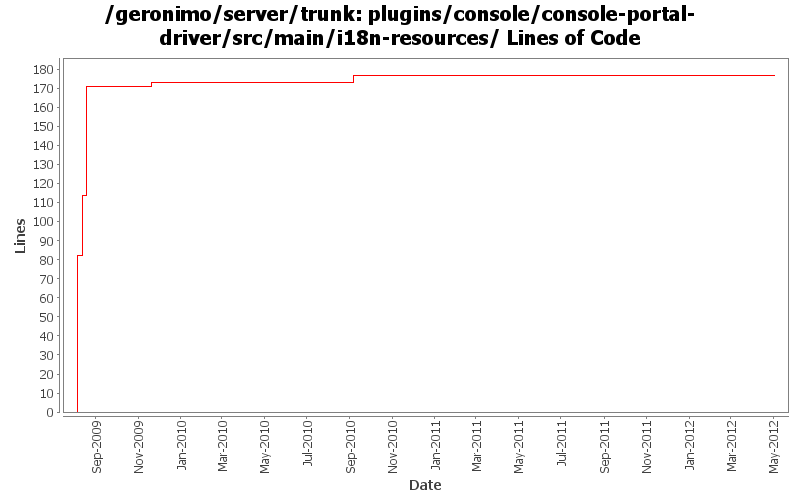 /geronimo/server/trunk: plugins/console/console-portal-
driver/src/main/i18n-resources/ Lines of Code
180
170
160
150
140
130
120
110
100
90
80
70
60
50
40
30
20
10
0
Lines
Sep-2009
Nov-2009
Jan-2010
Mar-2010
May-2010
Jul-2010
Sep-2010
Nov-2010
Jan-2011
Mar-2011
May-2011
Jul-2011
Sep-2011
Nov-2011
Jan-2012
Mar-2012
May-2012
Date